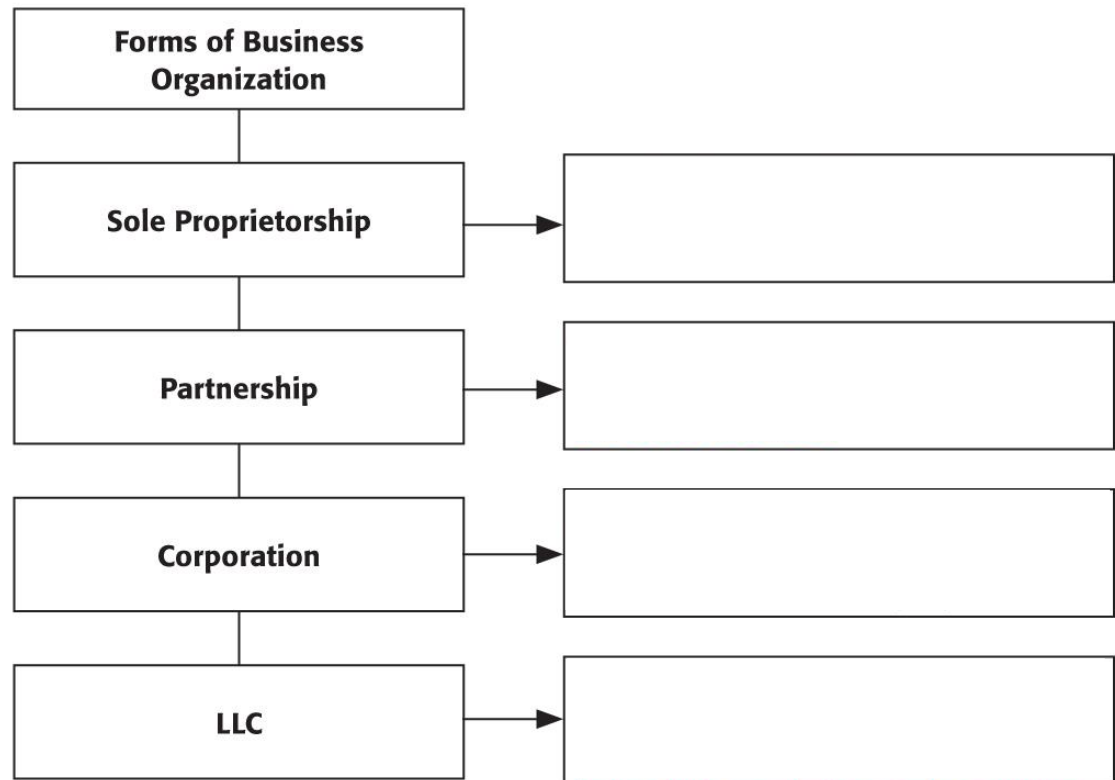 Forms of Business
Organization
Sole Proprietorship
Partnership
Corporation
LLC